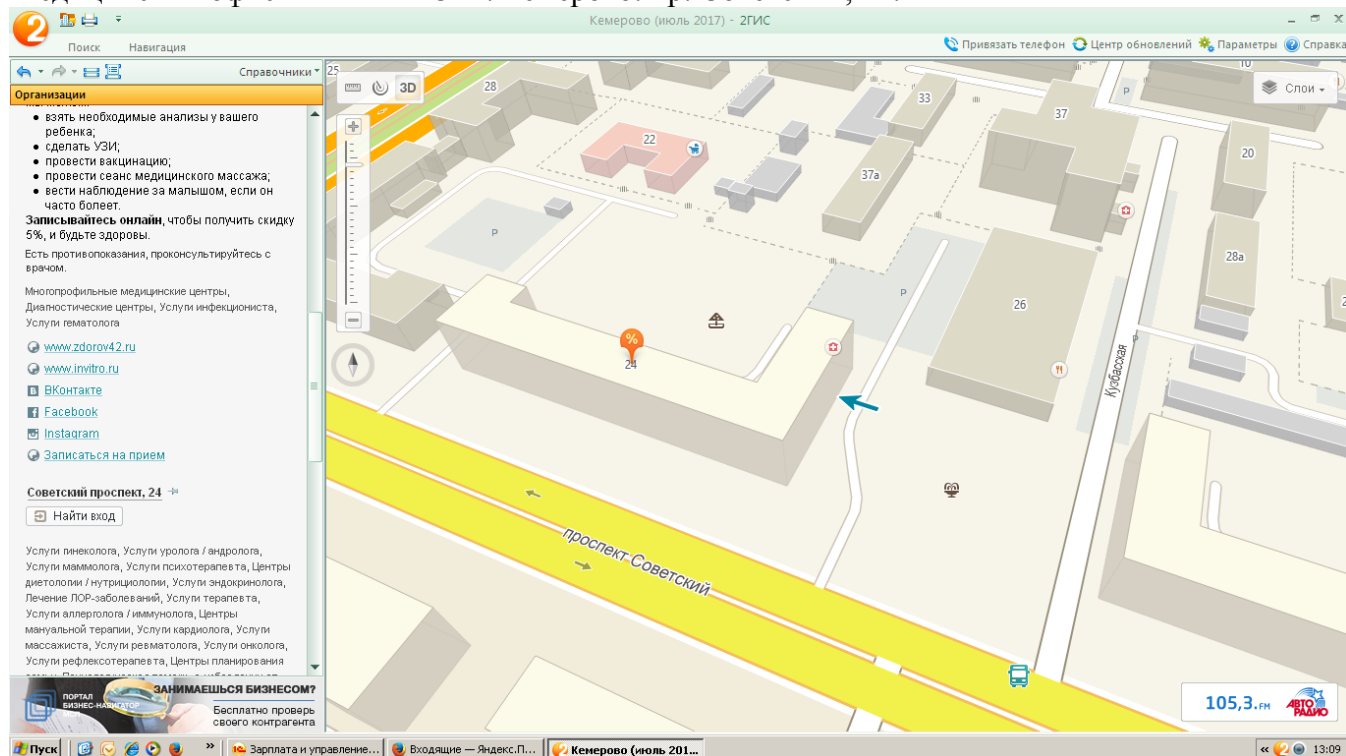 Кемерово (июль 2017) - 2ГИС
Поиск
Навигация
Привязать телефон
Центр обновлений
Параметры
Справка
Справочники
Организации
• взять необходимые анализы у вашего
ребенка;
• сделать УЗИ;
• провести вакцинацию;
• провести сеанс медицинского массажа;
• вести наблюдение за малышом, если он
часто болеет.
Записывайтесь онлайн, чтобы получить скидку
5%, и будьте здоровы.
Есть противопоказания, проконсультируйтесь с
врачом.
Многопрофильные медицинские центры,
Диагностические центры, Услуги инфекциониста,
Услуги гематолога
www.zdorov42.ru
www.invitro.ru
ВКонтакте
Facebook
Instagram
Записаться на прием
Советский проспект, 24
Найти вход
Услуги гинеколога, Услуги уролога / андролога,
Услуги маммолога, Услуги психотерапевта, Центры
диетологии / нутрициологии, Услуги эндокринолога,
Лечение ЛОР-заболеваний, Услуги терапевта,
Услуги аллерголога / иммунолога, Центры
мануальной терапии, Услуги кардиолога, Услуги
массажиста, Услуги ревматолога, Услуги онколога,
Услуги рефлексотерапевта, Центры планирования
ПОРТАЛ
БИЗНЕС-НАВИГАТОР
МСП
ЗАНИМАЕШЬСЯ БИЗНЕСОМ?
Бесплатно проверь
своего контрагента
3D
Слои
25
28
33
10
37
22
37а
20
P
P
P
28а
26
P
%
24
Кузбасская
проспект Советский
105,3.FM
АВТО
РАДИО
Пуск
»
Зарплата и управление...
Входящие — Яндекс.П...
Кемерово (июль 201...
«
13:09